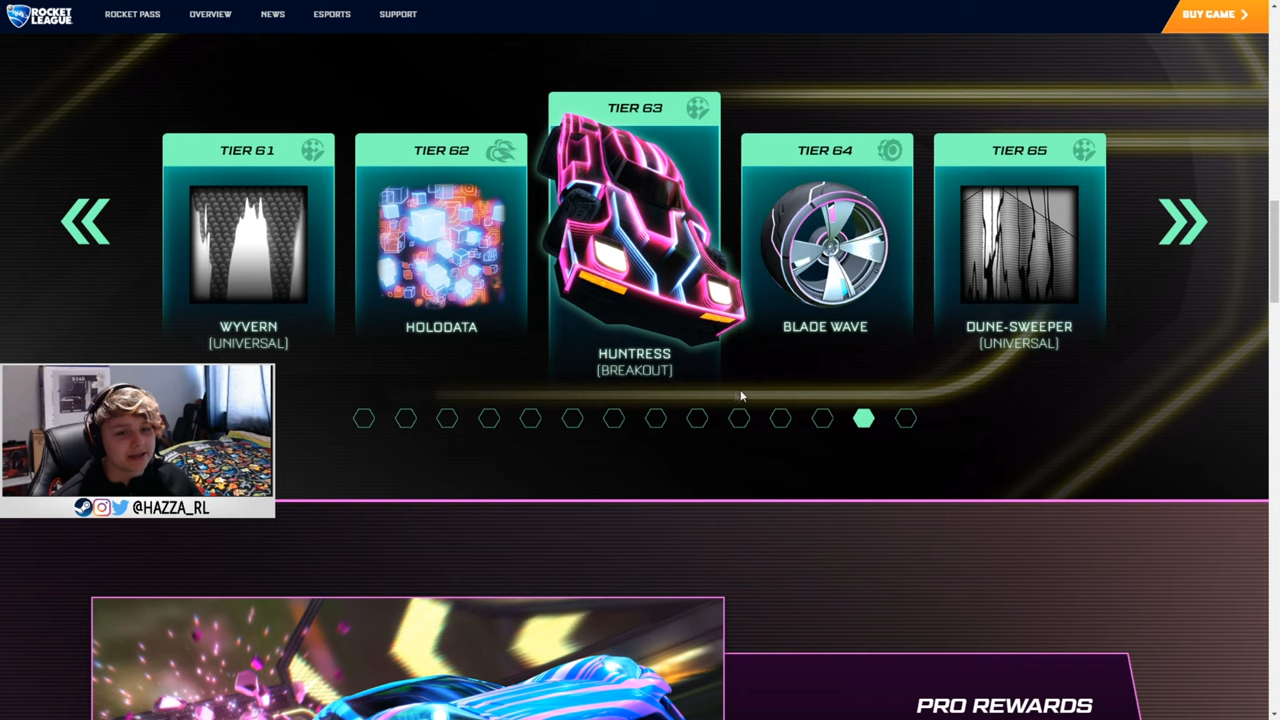 ROCKET LEAGUE
ROCKET PASS OVERVIEW NEWS ESPORTS SUPPORT
BUY GAME
TIER 61
WYVERN
[UNIVERSAL]
TIER 62
HOLODATA
TIER 63
HUNTRESS
[BREAKOUT]
TIER 64
BLADE WAVE
TIER 65
DUNE-SWEEPER
[UNIVERSAL]
@HAZZA_RL
PRO REWARDS